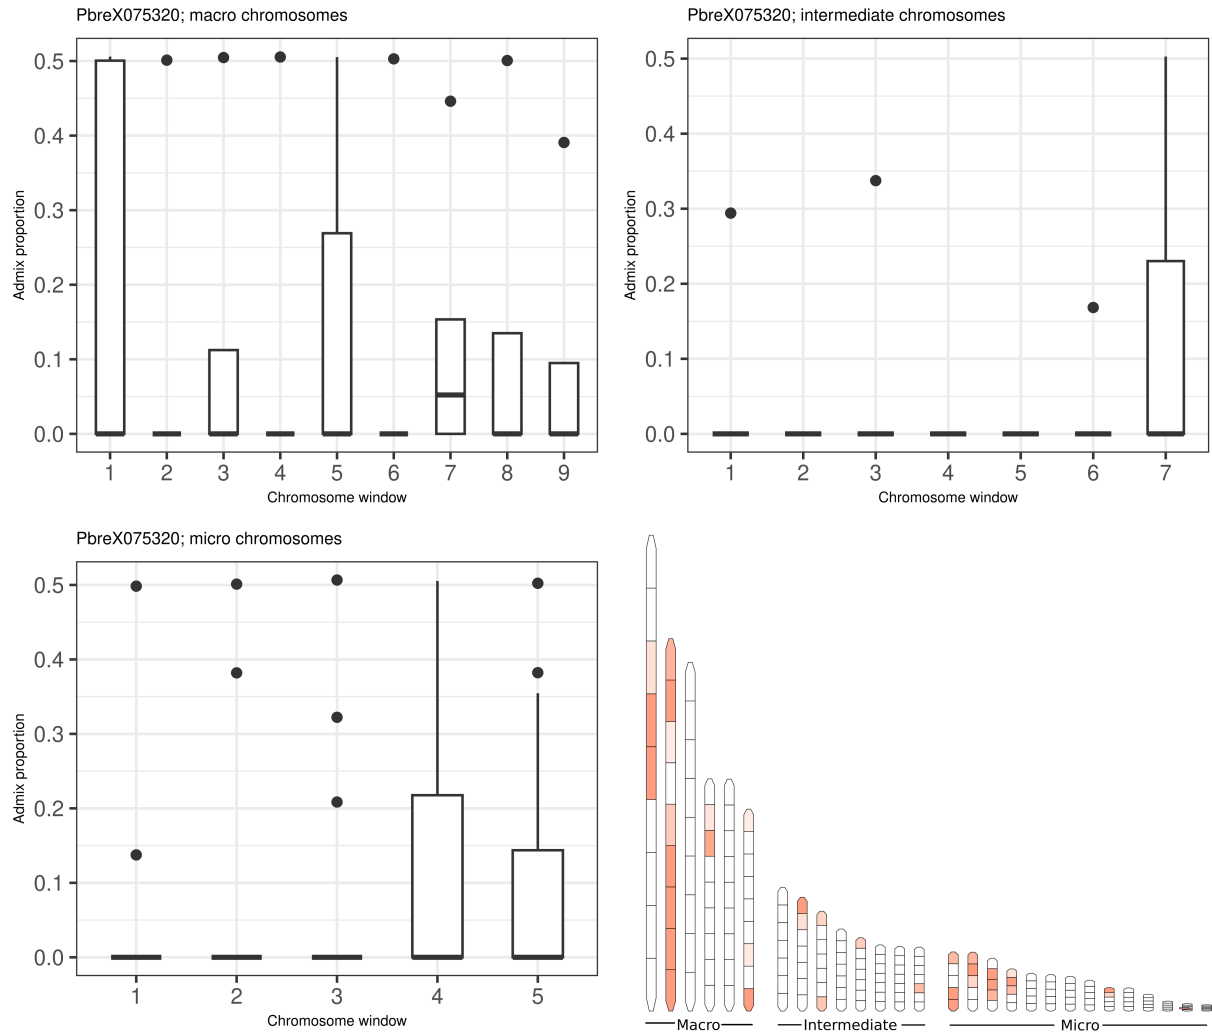 PbreX075320; macro chromosomes
0.5
0.4
0.3
0.2
0.1
0.0
Admix proportion
1 2 3 4 5 6 7 8 9
Chromosome window
PbreX075320; intermediate chromosomes
0.5
0.4
0.3
0.2
0.1
0.0
Admix proportion
1 2 3 4 5 6 7
Chromosome window
PbreX075320; micro chromosomes
0.5
0.4
0.3
0.2
0.1
0.0
Admix proportion
1 2 3 4 5
Chromosome window
Macro Intermediate Micro